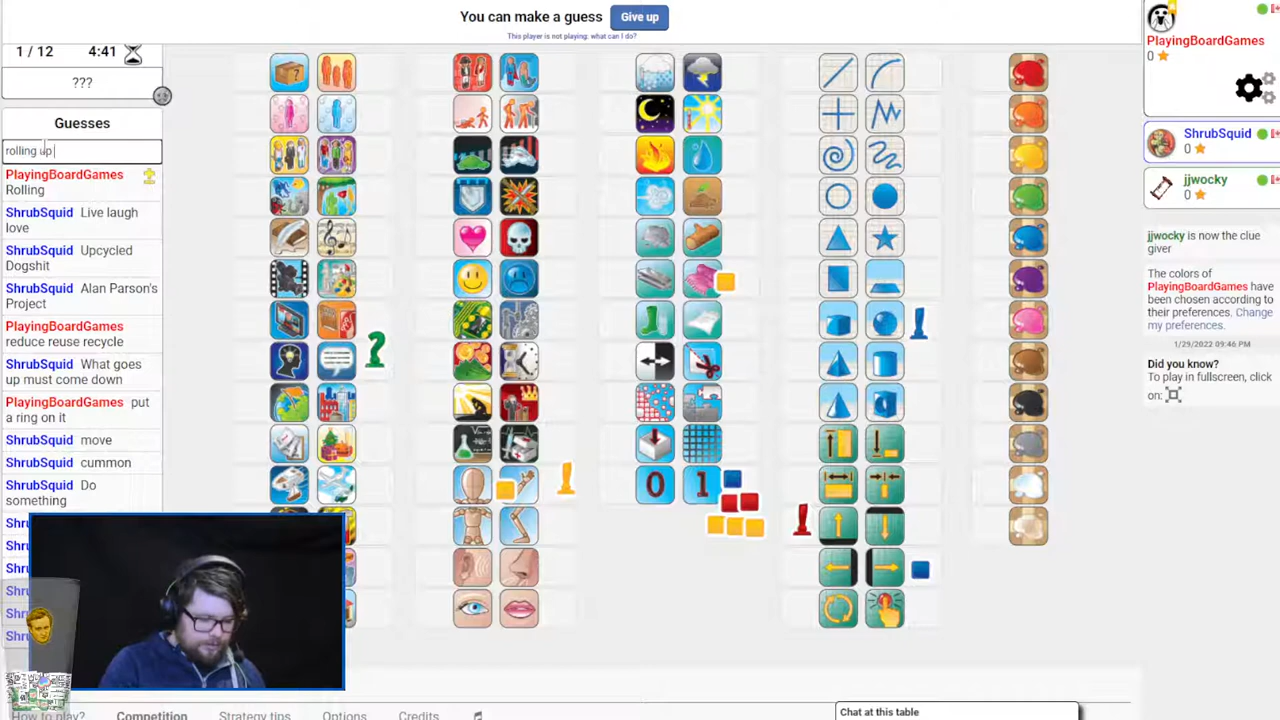 You can make a guess
Give up
This player is not playing: what can I do?
1 / 12
4:41
???
Guesses
rolling up
PlayingBoardGames
Rolling
ShrubSquid Live laugh
love
ShrubSquid Upcycled
Dogshit
ShrubSquid Alan Parson's
Project
PlayingBoardGames
reduce reuse recycle
ShrubSquid What goes
up must come down
PlayingBoardGames put
a ring on it
ShrubSquid move
ShrubSquid cummon
ShrubSquid Do
something
0
1
PlayingBoardGames
0
ShrubSquid
0
jjwocky
0
jjwocky is now the clue
giver
The colors of
PlayingBoardGames have
been chosen according to
their preferences. Change
my preferences.
1/29/2022 09:46 PM
Did you know?
To play in fullscreen, click
on:
How to play?
Competition
Strategy tips
Options
Credits
Chat at this table